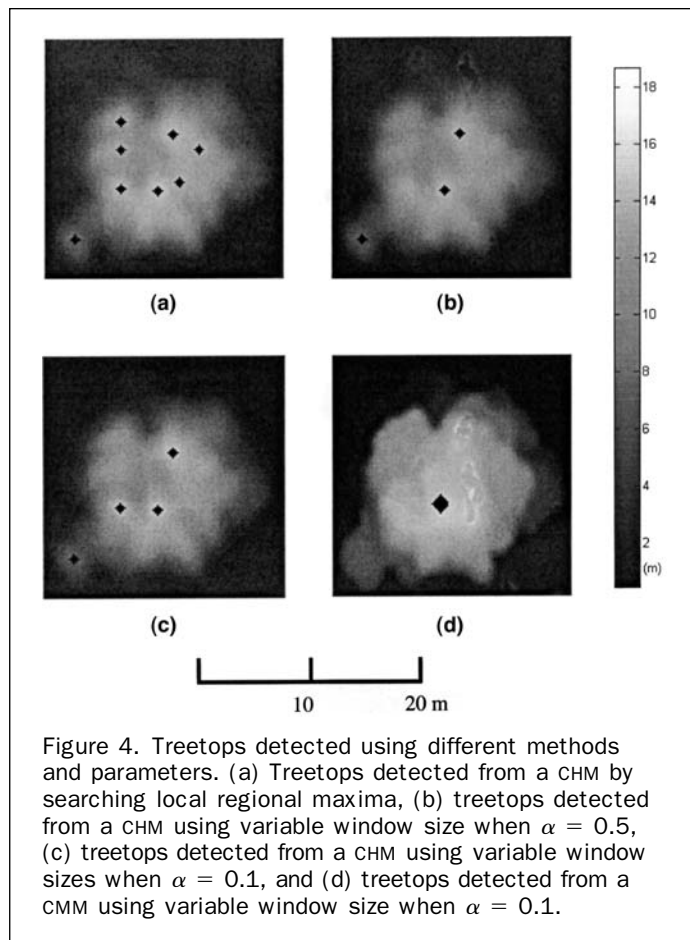 18
16
14
12
10
8
6
4
2
(m)
(a)
(b)
(c)
(d)
10
20 m
Figure 4. Treetops detected using different methods
and parameters. (a) Treetops detected from a CHM by
searching local regional maxima, (b) treetops detected
from a CHM using variable window size when α = 0.5,
(c) treetops detected from a CHM using variable window
sizes when α = 0.1, and (d) treetops detected from a
CMM using variable window size when α = 0.1.